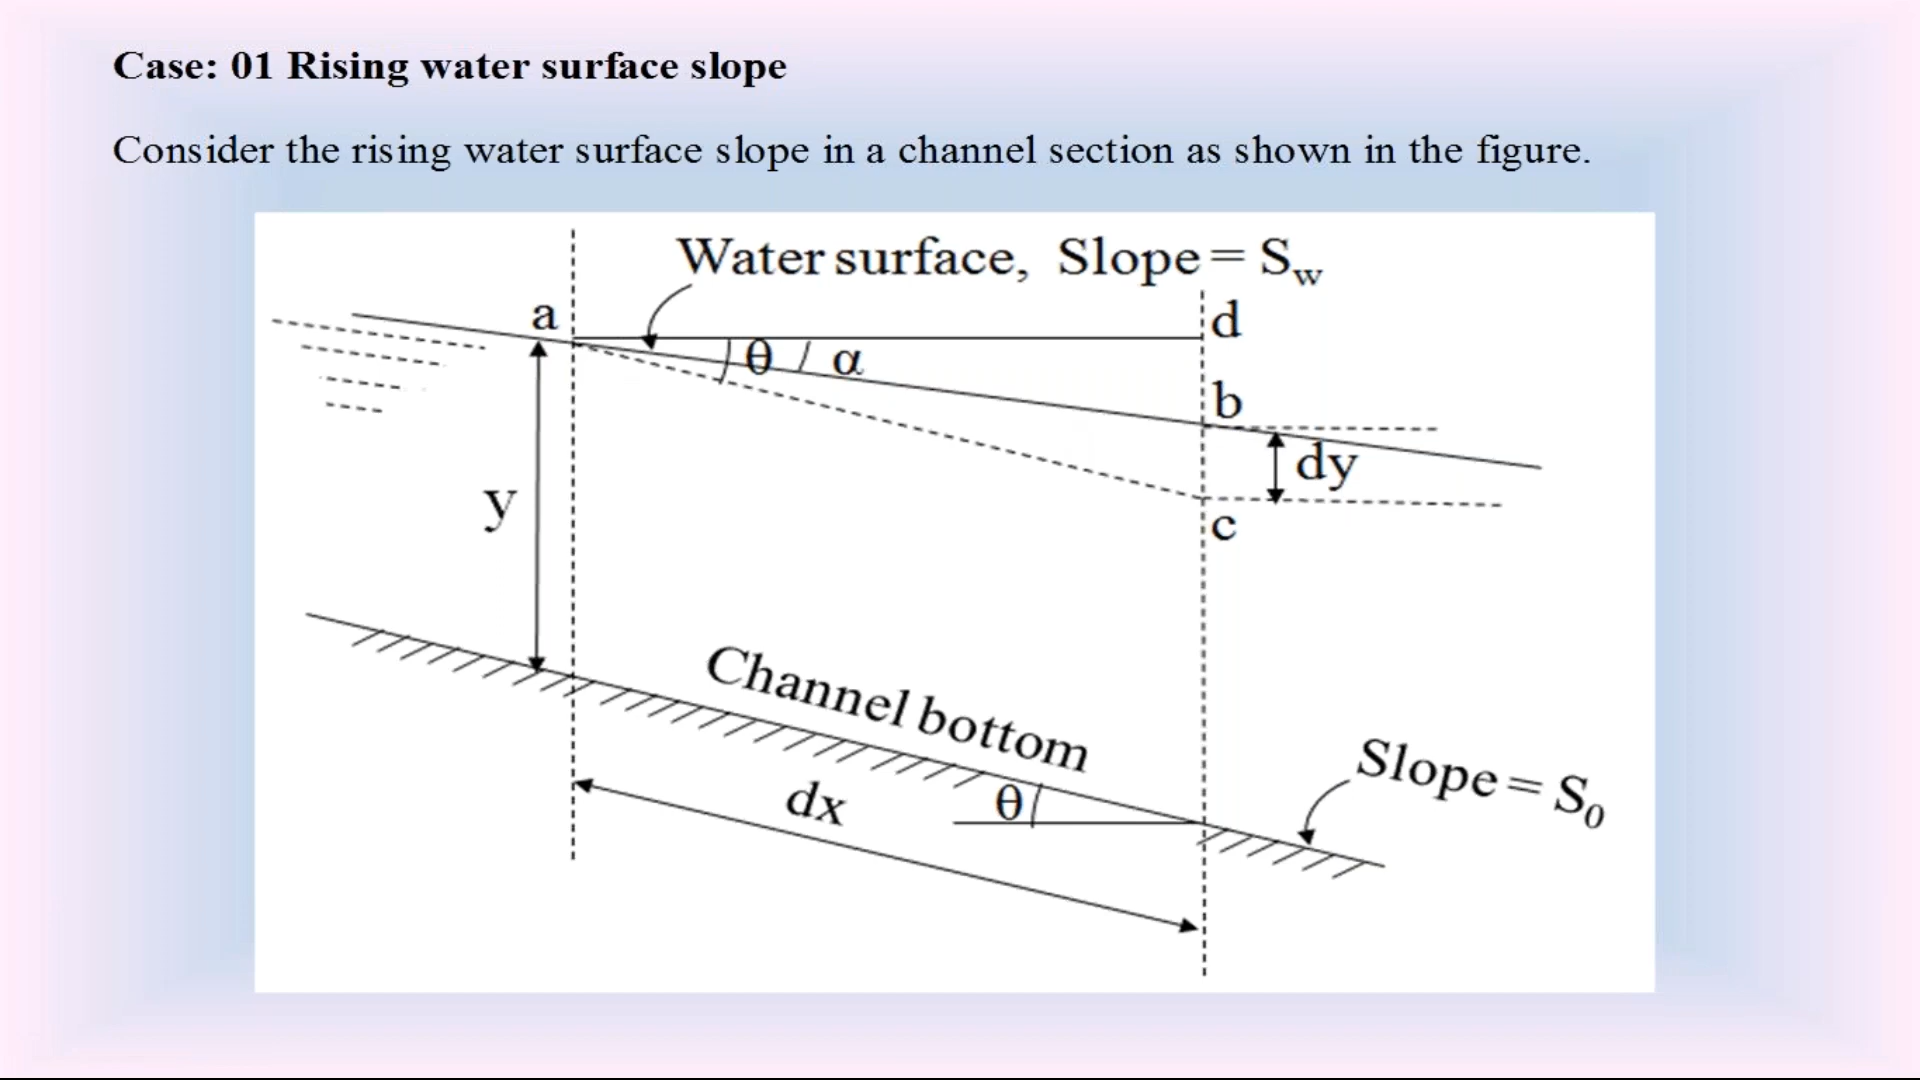 Case: 01 Rising water surface slope
Consider the rising water surface slope in a channel section as shown in the figure.
Water surface, Slope = Sw
a
d
θ
α
b
dy
y
c
Channel bottom
Slope = S0
dx
θ